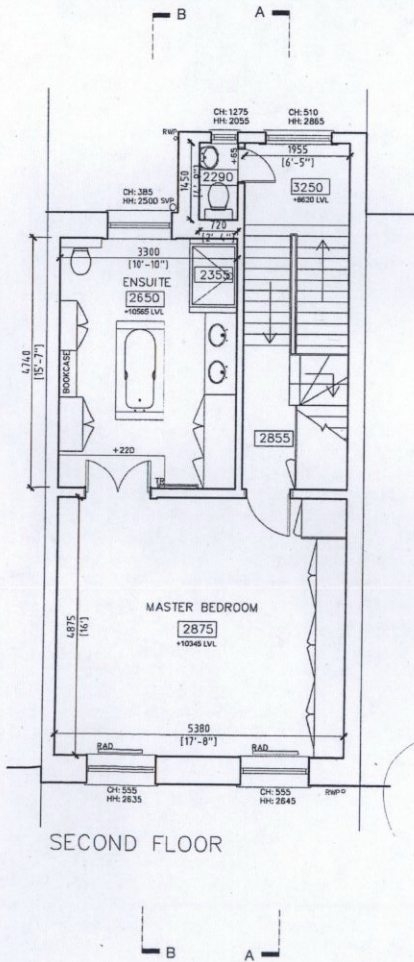 B
A
CH: 1275
HH: 2055
CH: 510
HH: 2865
RWP
+65
1955
[6'-5"]
1450
2290
3250
+8620 LVL
CH: 385
HH: 2500
SVP
720
[2'-4"]
3300
[10'-10"]
2355
ENSUITE
2650
+10565 LVL
4740
[15'-7"]
BOOKCASE
2855
+220
TR
MASTER BEDROOM
2875
+10345 LVL
4875
[16']
5380
[17'-8"]
RAD
RAD
CH: 555
HH: 2635
CH: 555
HH: 2645
RWP
SECOND FLOOR
B
A